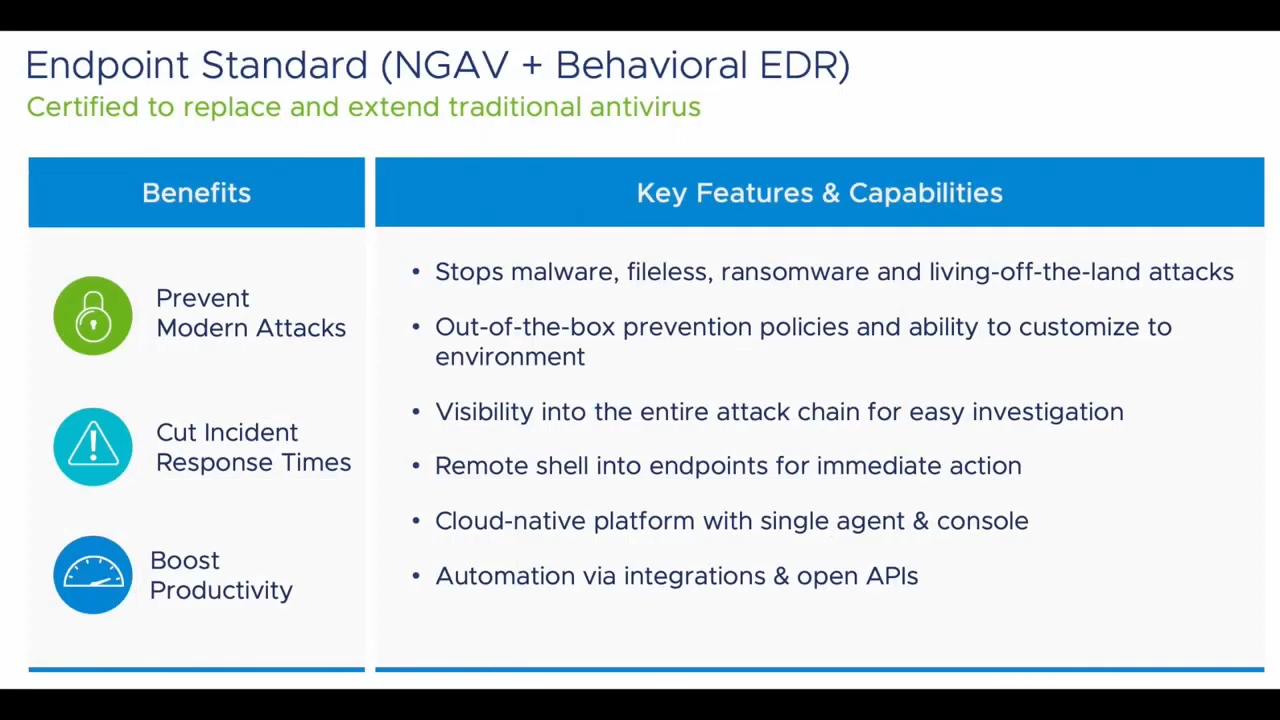 Endpoint Standard (NGAV + Behavioral EDR)
Certified to replace and extend traditional antivirus
Benefits
Prevent
Modern Attacks
Cut Incident
Response Times
Boost
Productivity
Key Features & Capabilities
• Stops malware, fileless, ransomware and living-off-the-land attacks
• Out-of-the-box prevention policies and ability to customize to
environment
• Visibility into the entire attack chain for easy investigation
• Remote shell into endpoints for immediate action
• Cloud-native platform with single agent & console
• Automation via integrations & open APIs